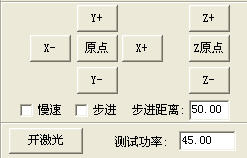 Y+ Z+
X- 原点 X+ Z原点
Y- Z-
慢速 步进 步进距离: 50.00
开激光 测试功率: 45.00